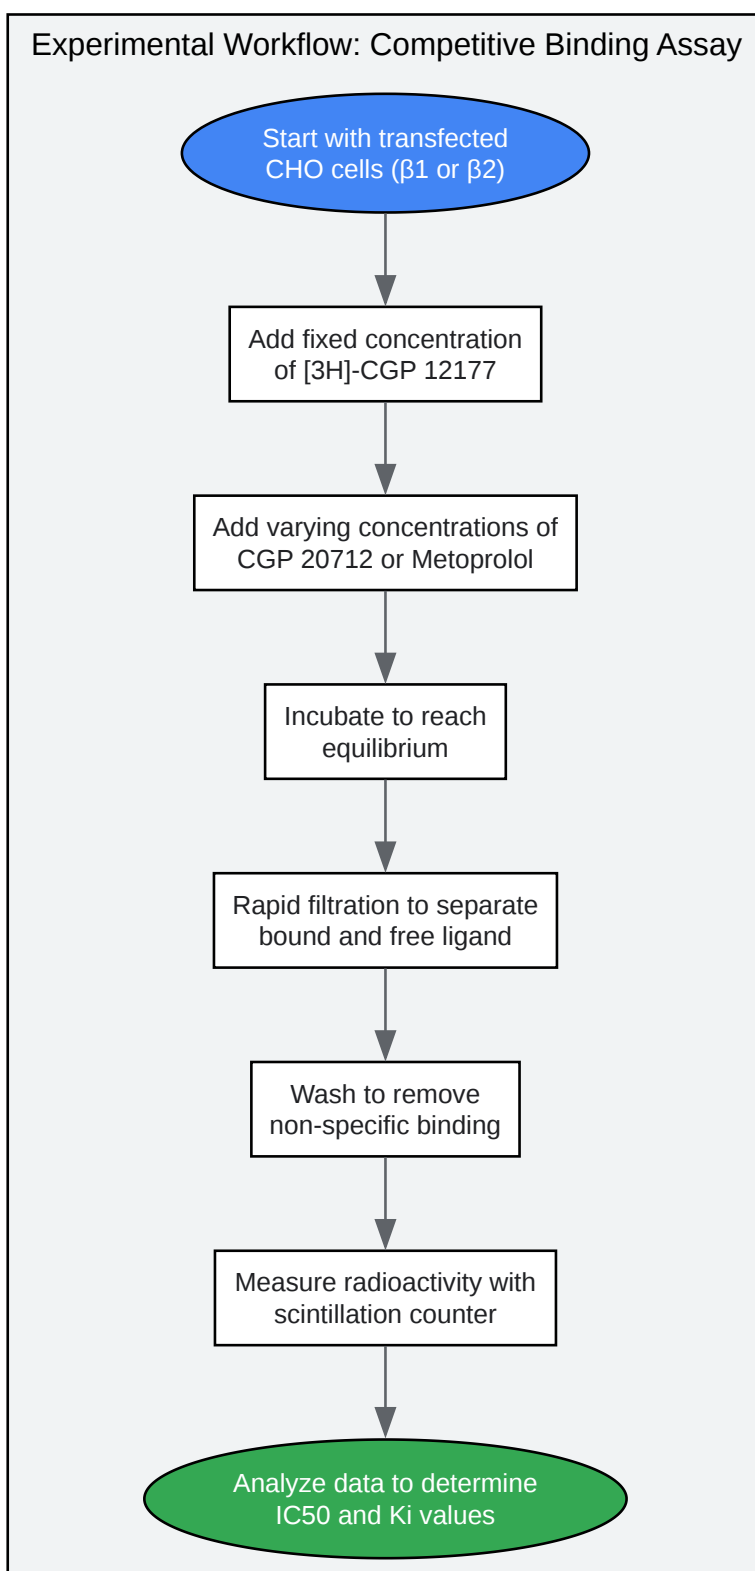 Experimental Workflow: Competitive Binding Assay
Start with transfected
CHO cells (β1 or β2)
Add fixed concentration
of [3H]-CGP 12177
Add varying concentrations of
CGP 20712 or Metoprolol
Incubate to reach
equilibrium
Rapid filtration to separate
bound and free ligand
Wash to remove
non-specific binding
Measure radioactivity with
scintillation counter
Analyze data to determine
IC50 and Ki values